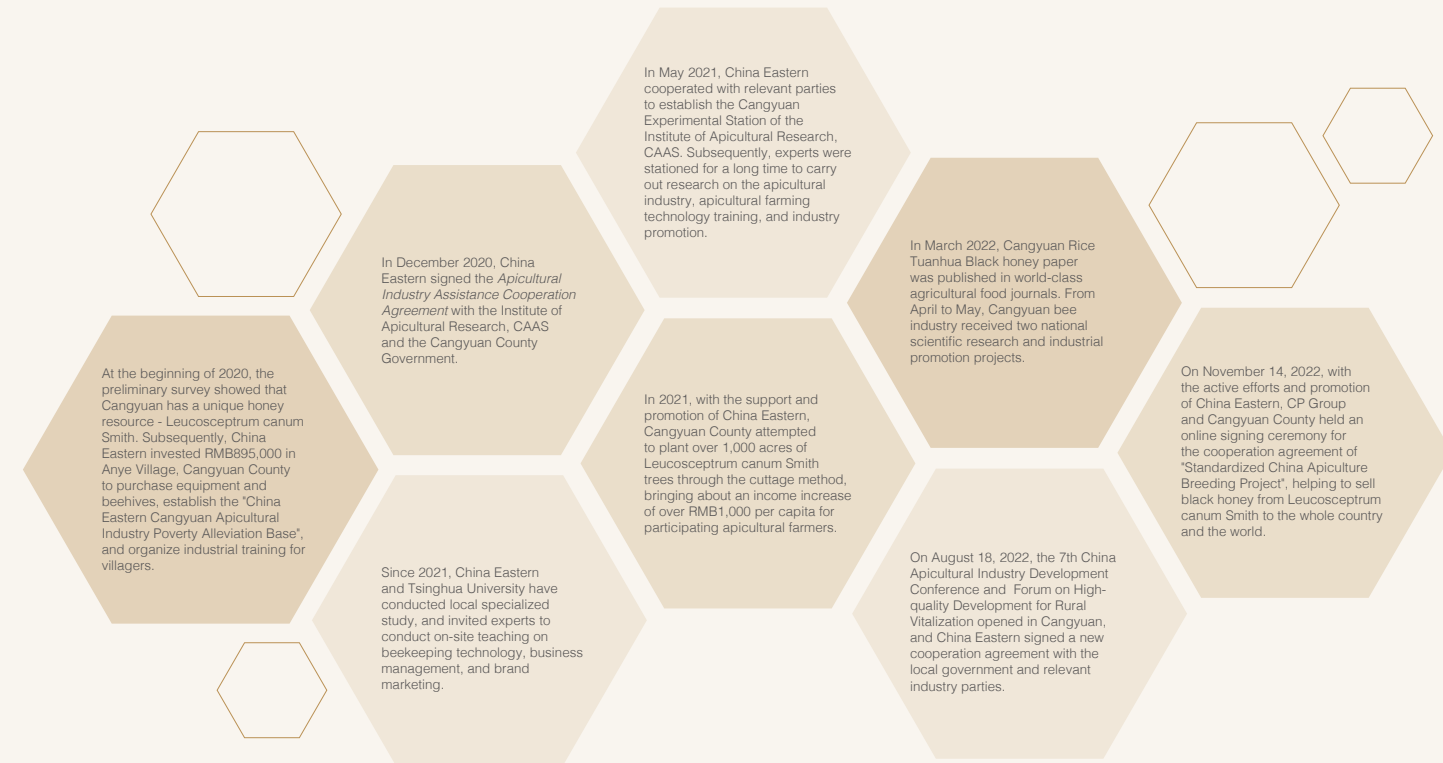 At the beginning of 2020, the
preliminary survey showed that
Cangyuan has a unique honey
resource - Leucosceptrum canum
Smith. Subsequently, China
Eastern invested RMB895,000 in
Anye Village, Cangyuan County
to purchase equipment and
beehives, establish the "China
Eastern Cangyuan Apicultural
Industry Poverty Alleviation Base",
and organize industrial training for
villagers.
In December 2020, China
Eastern signed the Apicultural
Industry Assistance Cooperation
Agreement with the Institute of
Apicultural Research, CAAS
and the Cangyuan County
Government.
Since 2021, China Eastern
and Tsinghua University have
conducted local specialized
study, and invited experts to
conduct on-site teaching on
beekeeping technology, business
management, and brand
marketing.
In May 2021, China Eastern
cooperated with relevant parties
to establish the Cangyuan
Experimental Station of the
Institute of Apicultural Research,
CAAS. Subsequently, experts were
stationed for a long time to carry
out research on the apicultural
industry, apicultural farming
technology training, and industry
promotion.
In 2021, with the support and
promotion of China Eastern,
Cangyuan County attempted
to plant over 1,000 acres of
Leucosceptrum canum Smith
trees through the cuttage method,
bringing about an income increase
of over RMB1,000 per capita for
participating apicultural farmers.
In March 2022, Cangyuan Rice
Tuanhua Black honey paper
was published in world-class
agricultural food journals. From
April to May, Cangyuan bee
industry received two national
scientific research and industrial
promotion projects.
On August 18, 2022, the 7th China
Apicultural Industry Development
Conference and Forum on High-
quality Development for Rural
Vitalization opened in Cangyuan,
and China Eastern signed a new
cooperation agreement with the
local government and relevant
industry parties.
On November 14, 2022, with
the active efforts and promotion
of China Eastern, CP Group
and Cangyuan County held an
online signing ceremony for
the cooperation agreement of
"Standardized China Apiculture
Breeding Project", helping to sell
black honey from Leucosceptrum
canum Smith to the whole country
and the world.